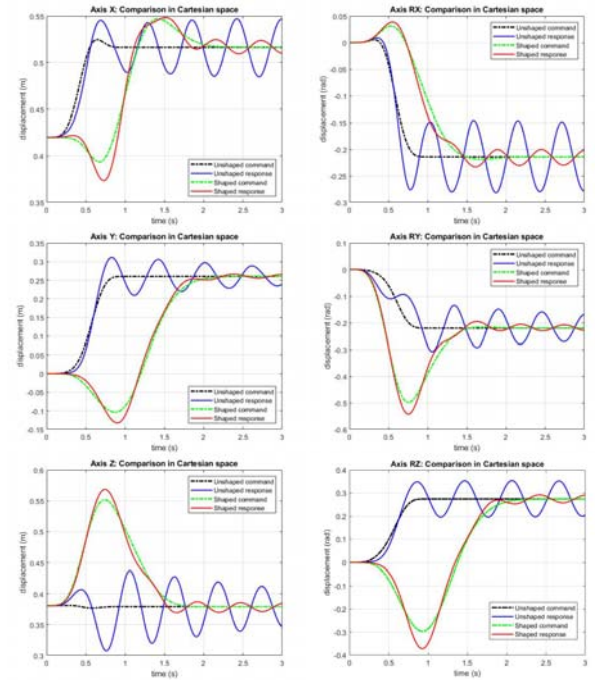 Axis X: Comparison in Cartesian space
0.55
0.5
0.45
0.4
0.35
displacement (m)
Unshaped command
Unshaped response
Shaped command
Shaped response
0 0.5 1 1.5 2 2.5 3
time (s)
Axis RX: Comparison in Cartesian space
0.05
0
-0.05
-0.1
-0.15
-0.2
-0.25
-0.3
displacement (rad)
Unshaped command
Unshaped response
Shaped command
Shaped response
0 0.5 1 1.5 2 2.5 3
time (s)
Axis Y: Comparison in Cartesian space
0.35
0.3
0.25
0.2
0.15
0.1
0.05
0
-0.05
-0.1
-0.15
displacement (m)
Unshaped command
Unshaped response
Shaped command
Shaped response
0 0.5 1 1.5 2 2.5 3
time (s)
Axis RY: Comparison in Cartesian space
0.1
0
-0.1
-0.2
-0.3
-0.4
-0.5
-0.6
displacement (rad)
Unshaped command
Unshaped response
Shaped command
Shaped response
0 0.5 1 1.5 2 2.5 3
time (s)
Axis Z: Comparison in Cartesian space
0.6
0.55
0.5
0.45
0.4
0.35
0.3
displacement (m)
Unshaped command
Unshaped response
Shaped command
Shaped response
0 0.5 1 1.5 2 2.5 3
time (s)
Axis RZ: Comparison in Cartesian space
0.4
0.3
0.2
0.1
0
-0.1
-0.2
-0.3
-0.4
displacement (rad)
Unshaped command
Unshaped response
Shaped command
Shaped response
0 0.5 1 1.5 2 2.5 3
time (s)